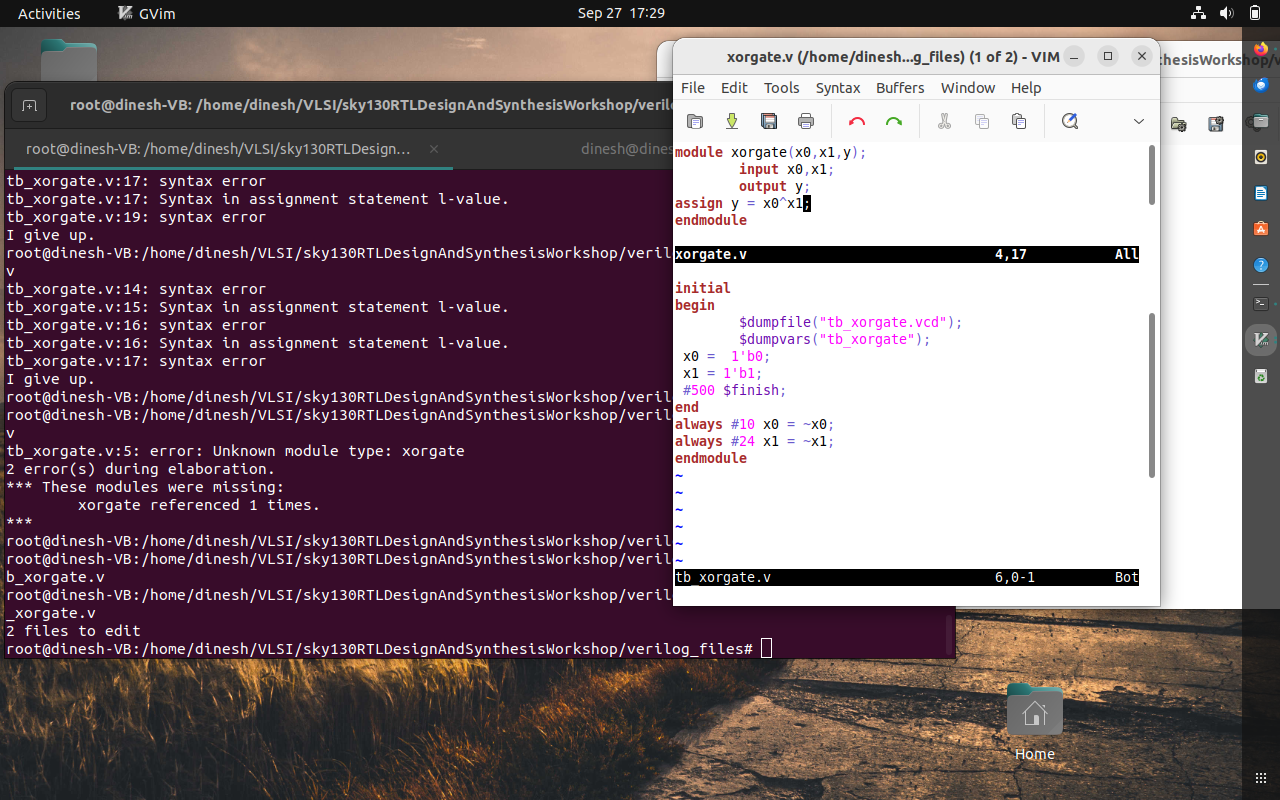 Activities
GVim
Sep 27 17:29
root@dinesh-VB: /home/dinesh/VLSI/sky130RTLDesignAndSynthesisWorkshop/veril
root@dinesh-VB: /home/dinesh/VLSI/sky130RTLDesign...
dinesh@dines
tb_xorgate.v:17: syntax error
tb_xorgate.v:17: Syntax in assignment statement l-value.
tb_xorgate.v:19: syntax error
I give up.
root@dinesh-VB:/home/dinesh/VLSI/sky130RTLDesignAndSynthesisWorkshop/veril
v
tb_xorgate.v:14: syntax error
tb_xorgate.v:15: Syntax in assignment statement l-value.
tb_xorgate.v:16: syntax error
tb_xorgate.v:16: Syntax in assignment statement l-value.
tb_xorgate.v:17: syntax error
I give up.
root@dinesh-VB:/home/dinesh/VLSI/sky130RTLDesignAndSynthesisWorkshop/veril
root@dinesh-VB:/home/dinesh/VLSI/sky130RTLDesignAndSynthesisWorkshop/veril
v
tb_xorgate.v:5: error: Unknown module type: xorgate
2 error(s) during elaboration.
*** These modules were missing:
        xorgate referenced 1 times.
***
root@dinesh-VB:/home/dinesh/VLSI/sky130RTLDesignAndSynthesisWorkshop/veril
root@dinesh-VB:/home/dinesh/VLSI/sky130RTLDesignAndSynthesisWorkshop/veril
b_xorgate.v
root@dinesh-VB:/home/dinesh/VLSI/sky130RTLDesignAndSynthesisWorkshop/veril
_xorgate.v
2 files to edit
root@dinesh-VB:/home/dinesh/VLSI/sky130RTLDesignAndSynthesisWorkshop/verilog_files#
xorgate.v (/home/dinesh...g_files) (1 of 2) - VIM
hesisWorkshop/v
File Edit Tools Syntax Buffers Window Help
module xorgate(x0,x1,y);
        input x0,x1;
        output y;
assign y = x0^x1;
endmodule
xorgate.v 4,17 All
initial
begin
        $dumpfile("tb_xorgate.vcd");
        $dumpvars("tb_xorgate");
 x0 =  1'b0;
 x1 = 1'b1;
 #500 $finish;
end
always #10 x0 = ~x0;
always #24 x1 = ~x1;
endmodule
~
~
~
~
~
~
tb_xorgate.v 6,0-1 Bot
Home